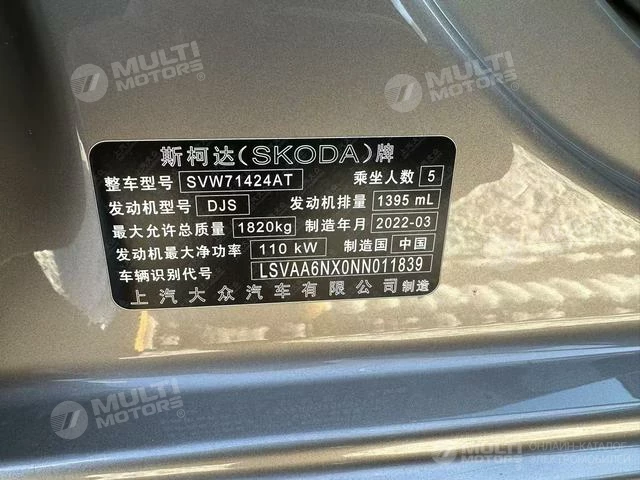 MULTI
MOTORS
MULTI
MOTORS
斯柯达(SKODA)牌
整车型号 SVW71424AT 乘坐人数 5
发动机型号 DJS 发动机排量 1395 mL
最大允许总质量 1820kg 制造年月 2022-03
发动机最大净功率 110 kW 制造国 中国
车辆识别代号 LSVAA6NX0NN011839
上汽大众汽车有限公司制造
MULTI
MOTORS
MULTI
MOTORS
ОНЛАЙН-КАТАЛОГ